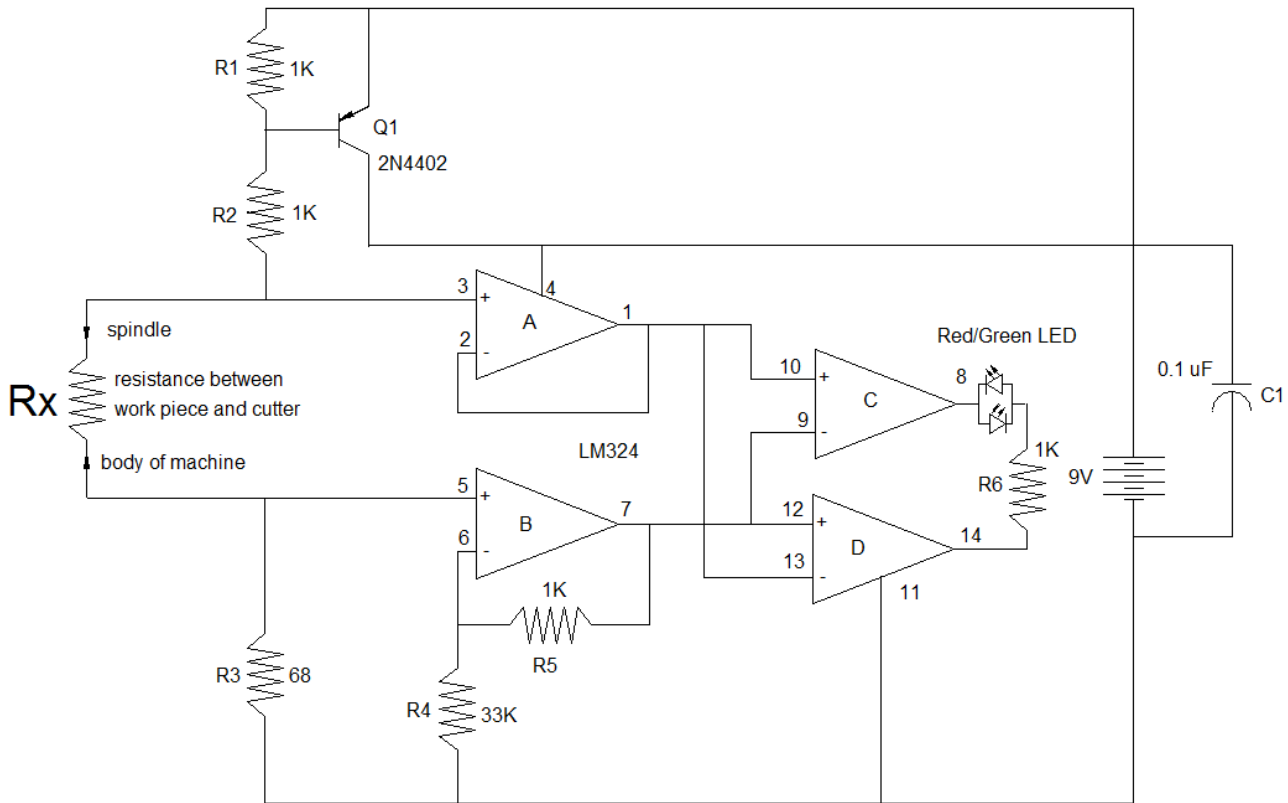 R1
1K
Q1
2N4402
R2
1K
3
+
4
A
1
2
-
spindle
Rx
resistance between
work piece and cutter
body of machine
Red/Green LED
10
+
8
C
9
-
0.1 uF
C1
LM324
5
+
7
B
6
-
12
+
D
13
-
14
11
1K
R6
9V
1K
R5
R3
68
R4
33K